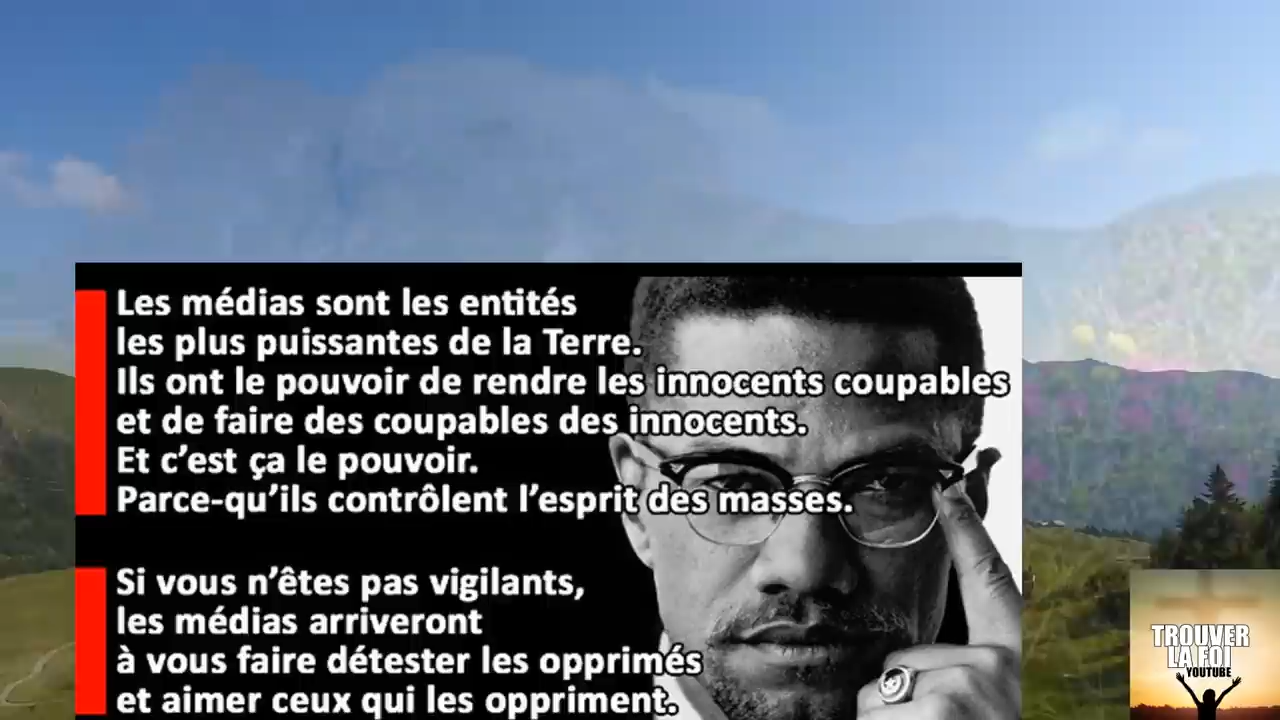 Les médias sont les entités
les plus puissantes de la Terre.
Ils ont le pouvoir de rendre les innocents coupables
et de faire des coupables des innocents.
Et c’est ça le pouvoir.
Parce-qu’ils contrôlent l’esprit des masses.
Si vous n’êtes pas vigilants,
les médias arriveront
à vous faire détester les opprimés
et aimer ceux qui les oppriment.
TROUVER
LA FOI
YOUTUBE